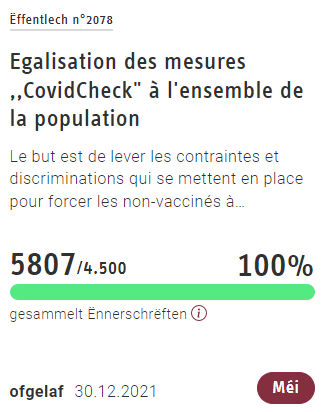 Ëffentlech n°2078
Egalisation des mesures
,,CovidCheck" à l'ensemble de
la population
Le but est de lever les contraintes et
discriminations qui se mettent en place
pour forcer les non-vaccinés à...
5807/4.500 100%
gesammelt Ënnerschrëften i
ofgelaf 30.12.2021 Méi